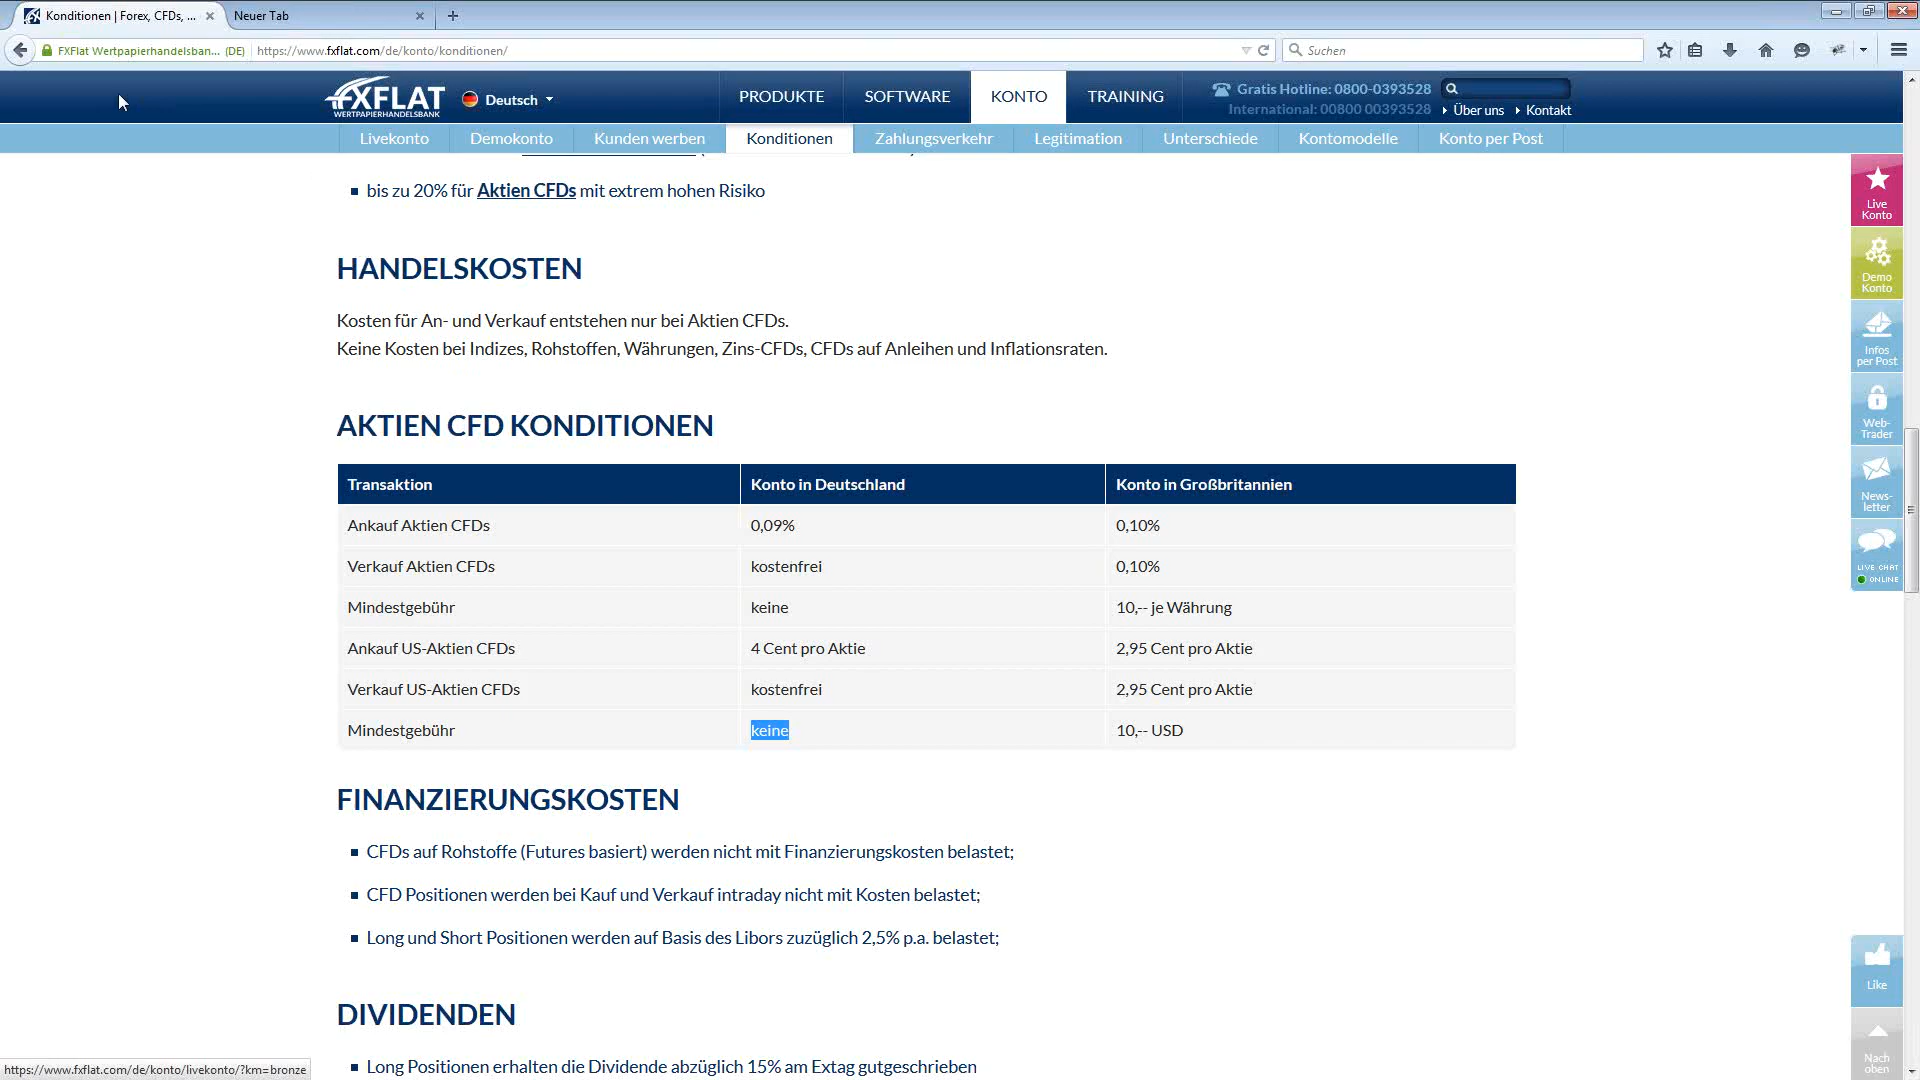 Konditionen | Forex, CFDs, ...
Neuer Tab
FXFlat Wertpapierhandelsban... (DE)
https://www.fxflat.com/de/konto/konditionen/
Suchen
FXFLAT
WERTPAPIERHANDELSBANK
Deutsch
PRODUKTE
SOFTWARE
KONTO
TRAINING
Gratis Hotline: 0800-0393528
International: 00800 00393528
Über uns
Kontakt
Livekonto
Demokonto
Kunden werben
Konditionen
Zahlungsverkehr
Legitimation
Unterschiede
Kontomodelle
Konto per Post
bis zu 20% für Aktien CFDs mit extrem hohen Risiko
HANDELSKOSTEN
Kosten für An- und Verkauf entstehen nur bei Aktien CFDs.
Keine Kosten bei Indizes, Rohstoffen, Währungen, Zins-CFDs, CFDs auf Anleihen und Inflationsraten.
AKTIEN CFD KONDITIONEN
Transaktion Konto in Deutschland Konto in Großbritannien
Ankauf Aktien CFDs 0,09% 0,10%
Verkauf Aktien CFDs kostenfrei 0,10%
Mindestgebühr keine 10,-- je Währung
Ankauf US-Aktien CFDs 4 Cent pro Aktie 2,95 Cent pro Aktie
Verkauf US-Aktien CFDs kostenfrei 2,95 Cent pro Aktie
Mindestgebühr keine 10,-- USD
FINANZIERUNGSKOSTEN
CFDs auf Rohstoffe (Futures basiert) werden nicht mit Finanzierungskosten belastet;
CFD Positionen werden bei Kauf und Verkauf intraday nicht mit Kosten belastet;
Long und Short Positionen werden auf Basis des Libors zuzüglich 2,5% p.a. belastet;
DIVIDENDEN
Long Positionen erhalten die Dividende abzüglich 15% am Extag gutgeschrieben
Live
Konto
Demo
Konto
Infos
per Post
Web-
Trader
News-
letter
LIVE CHAT
ONLINE
Like
Nach
oben
https://www.fxflat.com/de/konto/livekonto/?km=bronze